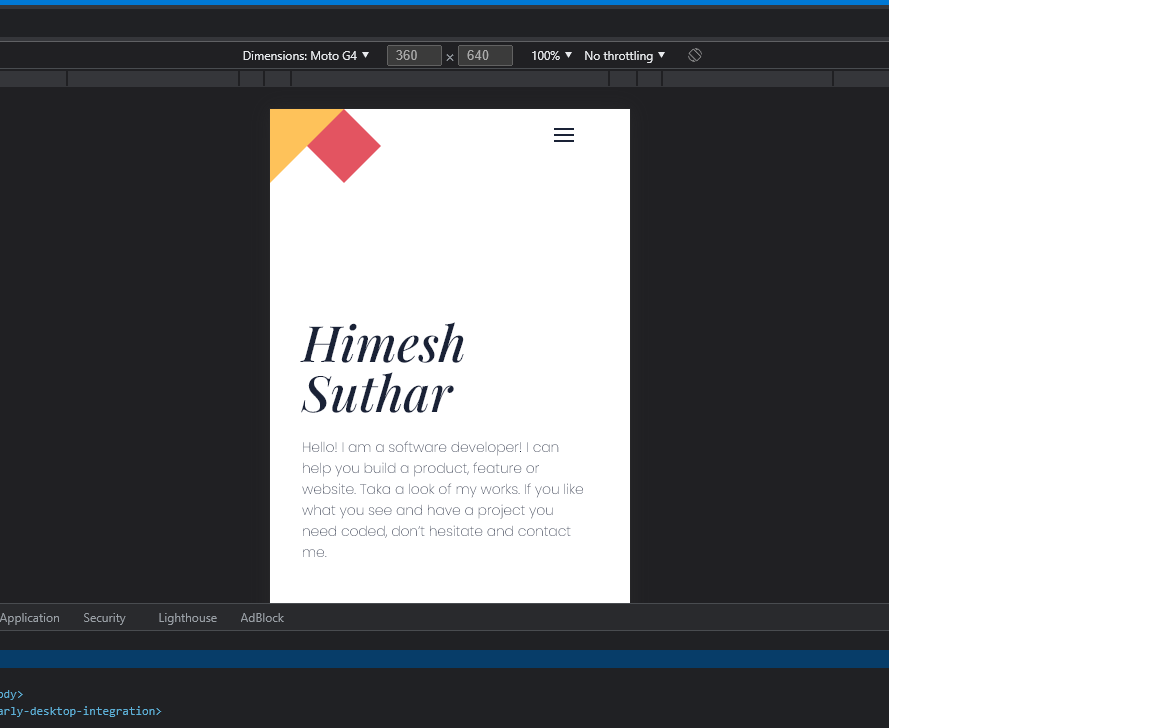 Dimensions: Moto G4 360 × 640 100% No throttling
Himesh
Suthar
Hello! I am a software developer! I can
help you build a product, feature or
website. Taka a look of my works. If you like
what you see and have a project you
need coded, don't hesitate and contact
me.
Application Security Lighthouse AdBlock
ody>
arly-desktop-integration>